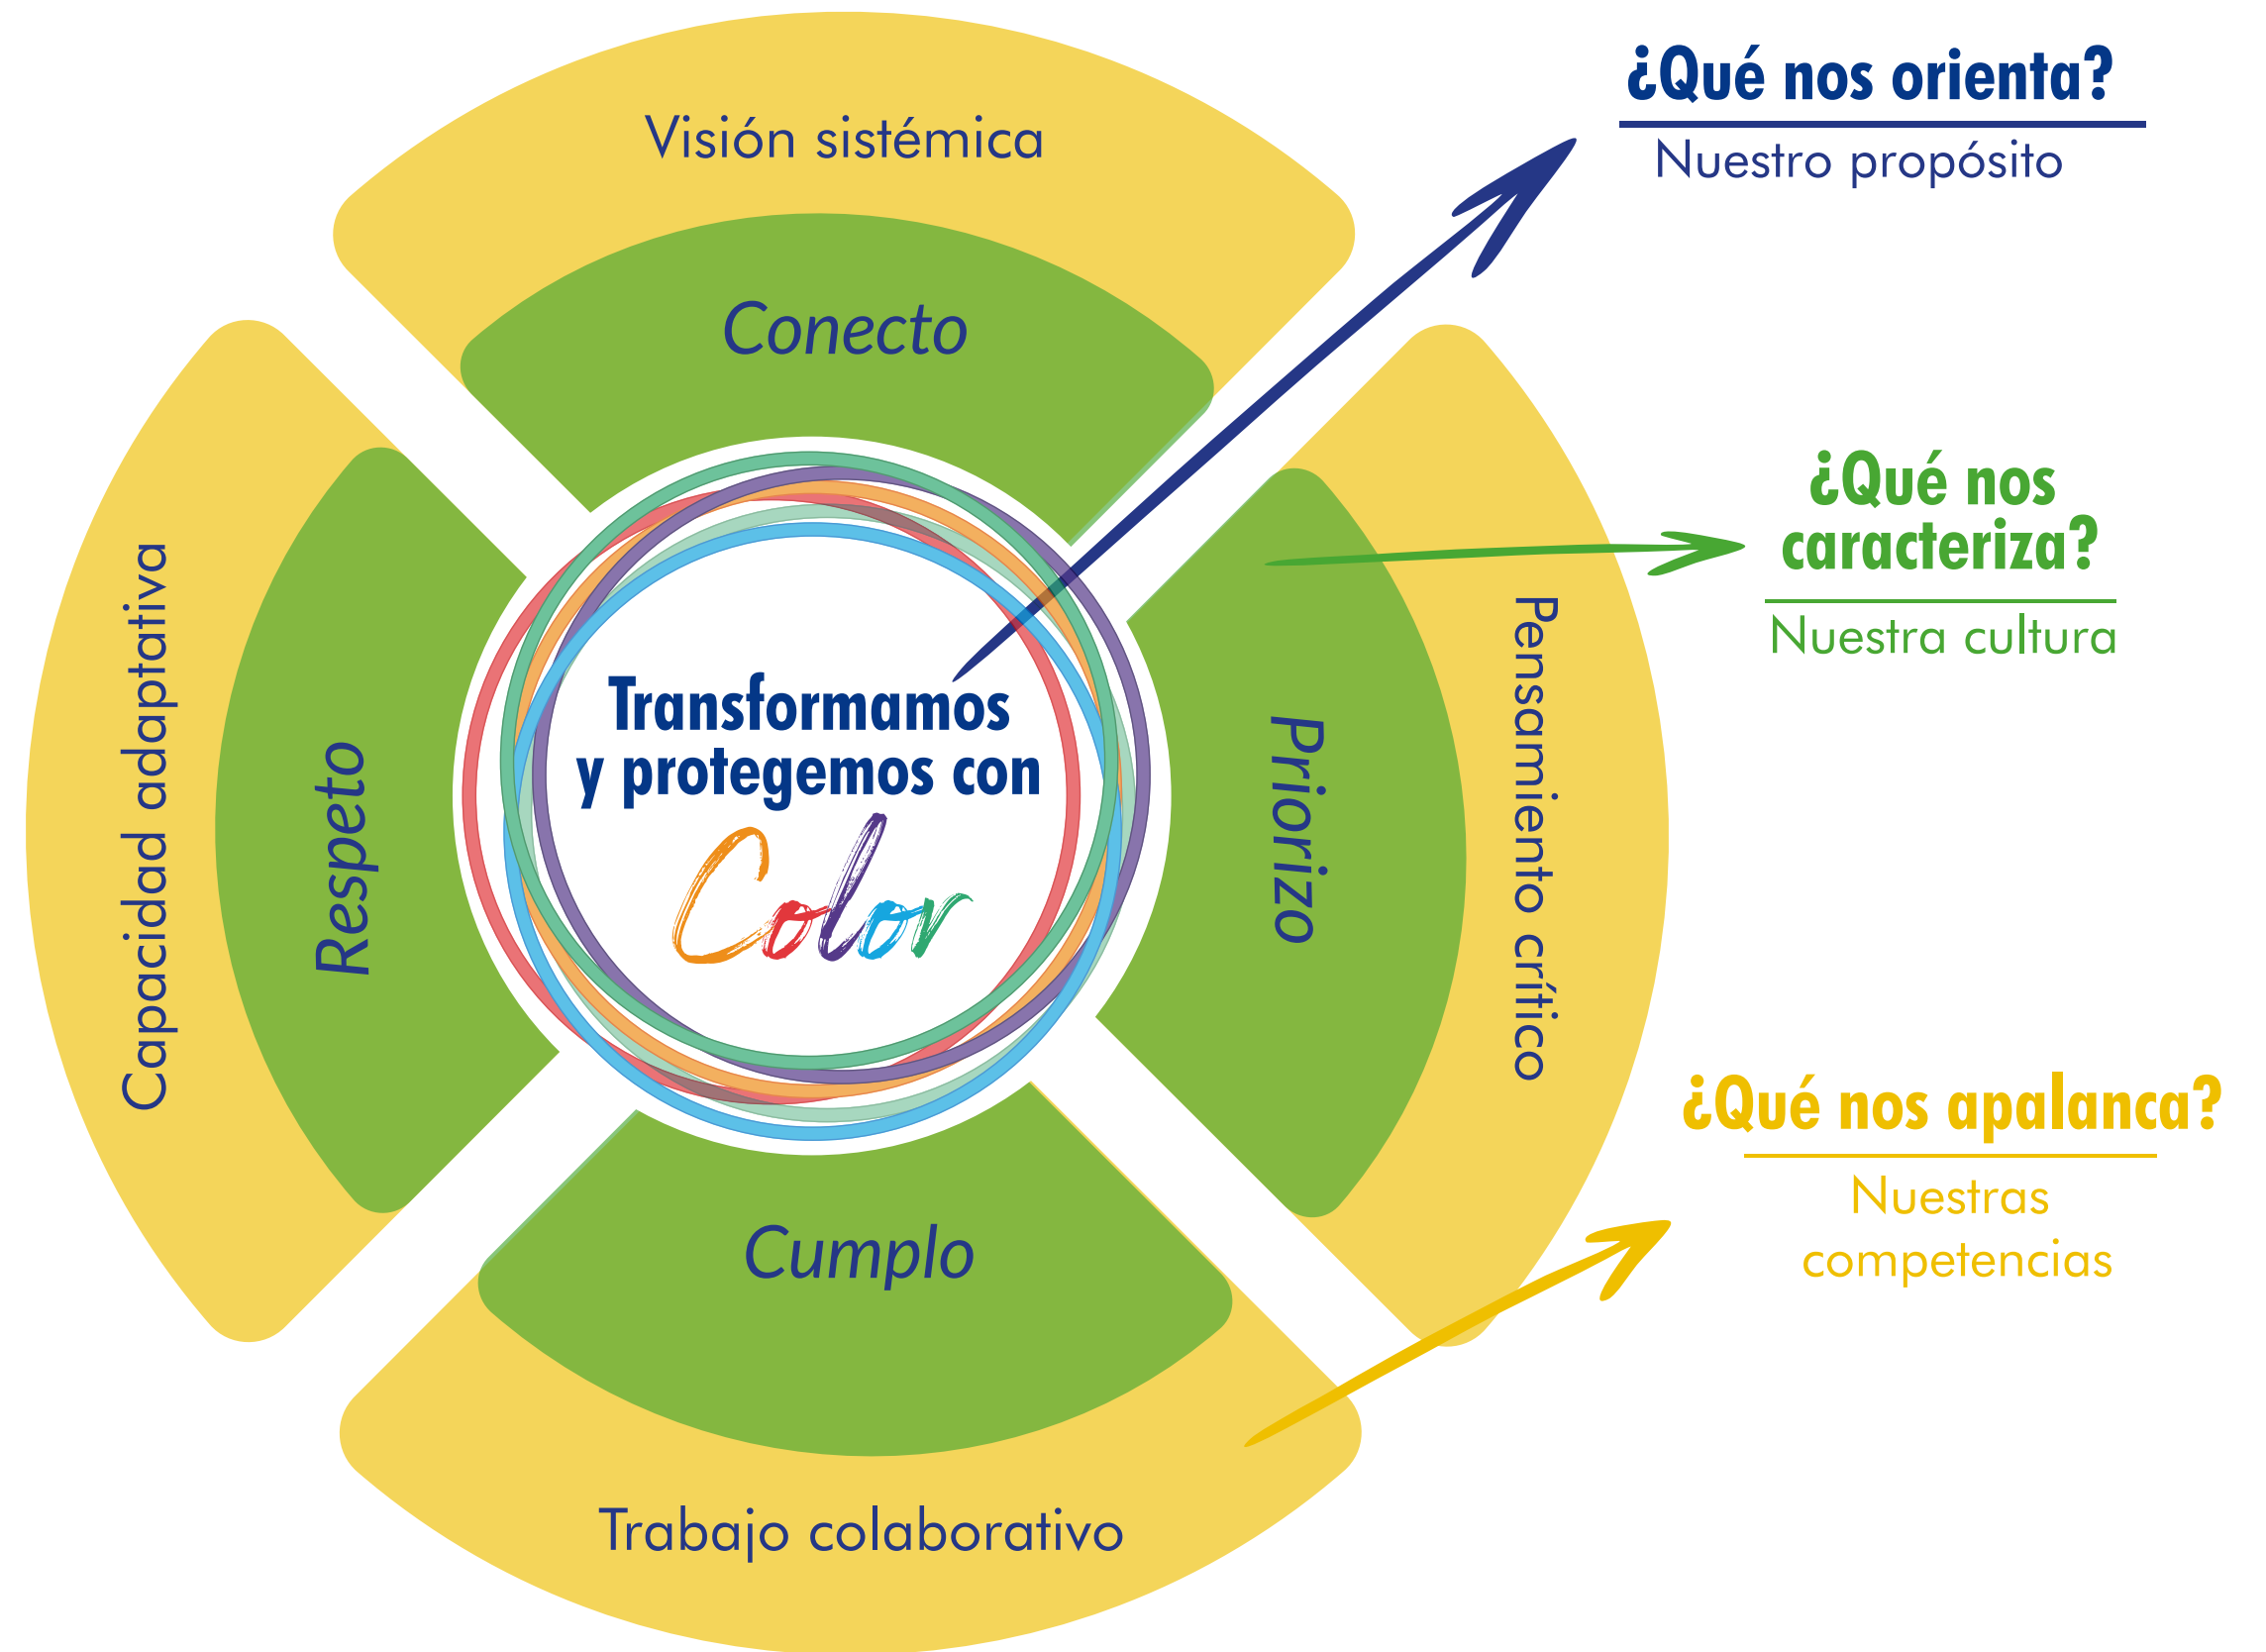 Visión sistémica
Conecto
¿Qué nos orienta?
Nuestro propósito
¿Qué nos
caracteriza?
Nuestra cultura
Capacidad adaptativa
Respeto
Transformamos
y protegemos con
Color
Priorizo
Pensamiento crítico
¿Qué nos apalanca?
Nuestras
competencias
Cumplo
Trabajo colaborativo